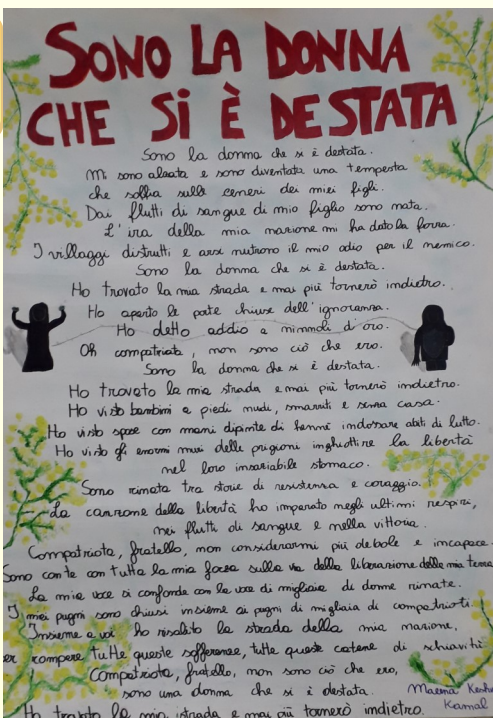 SONO LA DONNA
CHE SI È DESTATA
Sono la donna che si è destata.
Mi sono alzata e sono diventata una tempesta
che soffia sulle ceneri dei miei figli.
Dai flutti di sangue di mio figlio sono nata.
L'ira della mia nazione mi ha dato la forza.
I villaggi distrutti e arsi nutrono il mio odio per il nemico.
Sono la donna che si è destata.
Ho trovato la mia strada e mai più tornerò indietro.
Ho aperto le porte chiuse dell'ignoranza.
Ho detto addio a ninnoli d'oro.
Oh compatriota, non sono ciò che ero.
Sono la donna che si è destata.
Ho trovato la mia strada e mai più tornerò indietro.
Ho visto bambini a piedi nudi, smarriti e senza casa.
Ho visto spose con mani dipinte di hennè indossare abiti di lutto.
Ho visto gli enormi muri delle prigioni inghiottire la libertà
nel loro insaziabile stomaco.
Sono rinata tra storie di resistenza e coraggio.
La canzone della libertà ho imparato negli ultimi respiri,
nei flutti di sangue e nella vittoria.
Compatriota, fratello, non considerarmi più debole e incapace.
Sono con te con tutta la mia forza sulla via della liberazione della mia terra.
La mia voce si confonde con la voce di migliaia di donne rinate.
I miei pugni sono chiusi insieme ai pugni di migliaia di compatrioti.
Insieme a voi ho risalito la strada della mia nazione,
per rompere tutte queste sofferenze, tutte queste catene di schiavitù
Compatriota, fratello, non sono ciò che ero,
sono una donna che si è destata.
Ho trovato la mia strada e mai più tornerò indietro.
Meena
Kamal